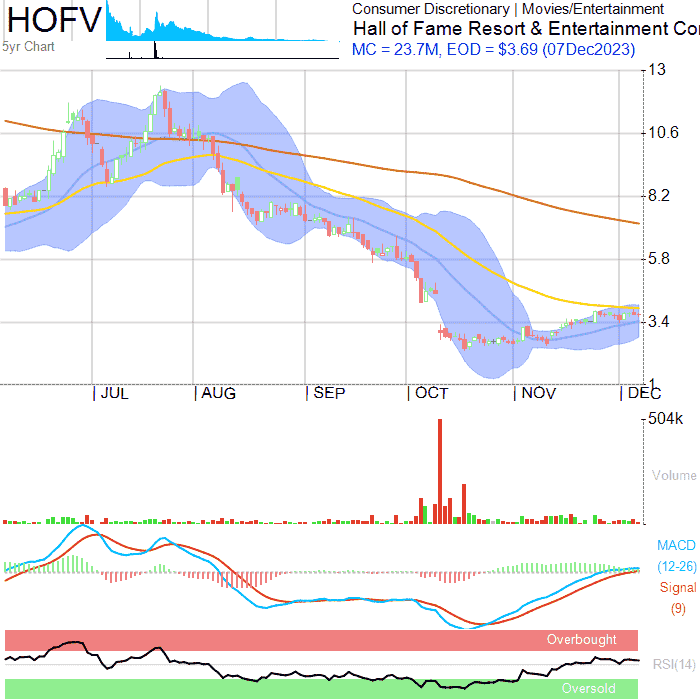 HOFV
5yr Chart
Consumer Discretionary | Movies/Entertainment
Hall of Fame Resort & Entertainment Cor
MC = 23.7M, EOD = $3.69 (07Dec2023)
13
10.6
8.2
5.8
3.4
1
JUL AUG SEP OCT NOV DEC
504k
Volume
MACD
(12-26)
Signal
(9)
Overbought
RSI(14)
Oversold